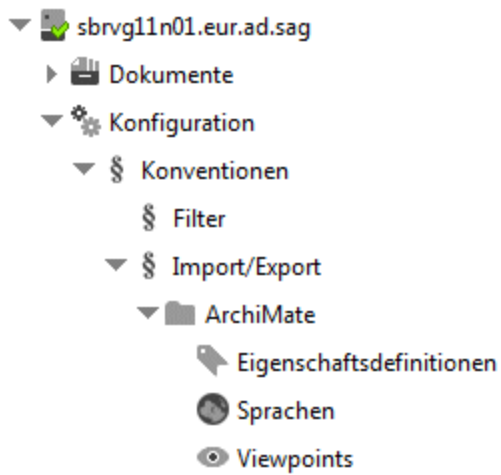 sbrvg11n01.eur.ad.sag
Dokumente
Konfiguration
§ Konventionen
§ Filter
§ Import/Export
ArchiMate
Eigenschaftsdefinitionen
Sprachen
Viewpoints